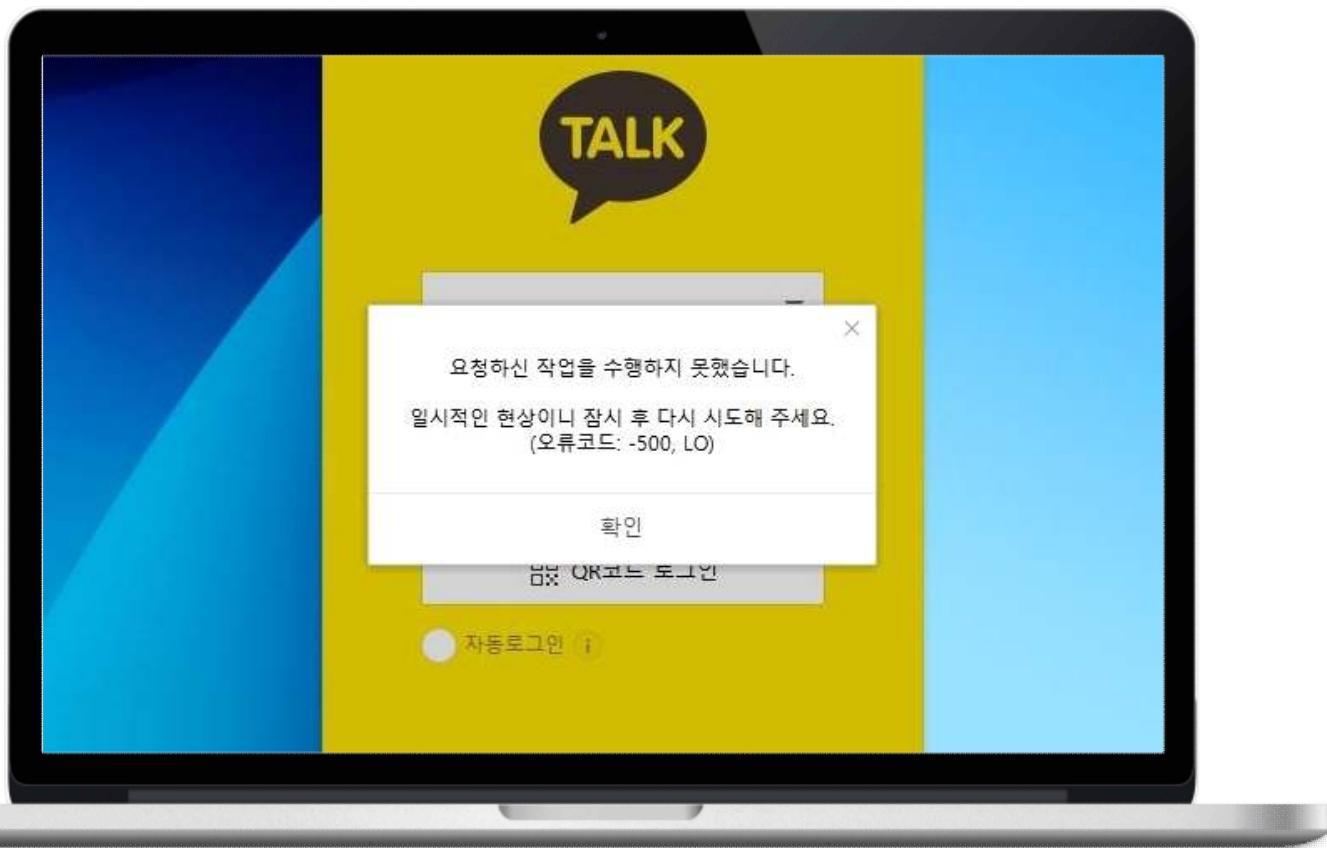 TALK
요청하신 작업을 수행하지 못했습니다.
일시적인 현상이니 잠시 후 다시 시도해 주세요.
(오류코드: -500, LO)
확인
QR코드 로그인
자동로그인 i